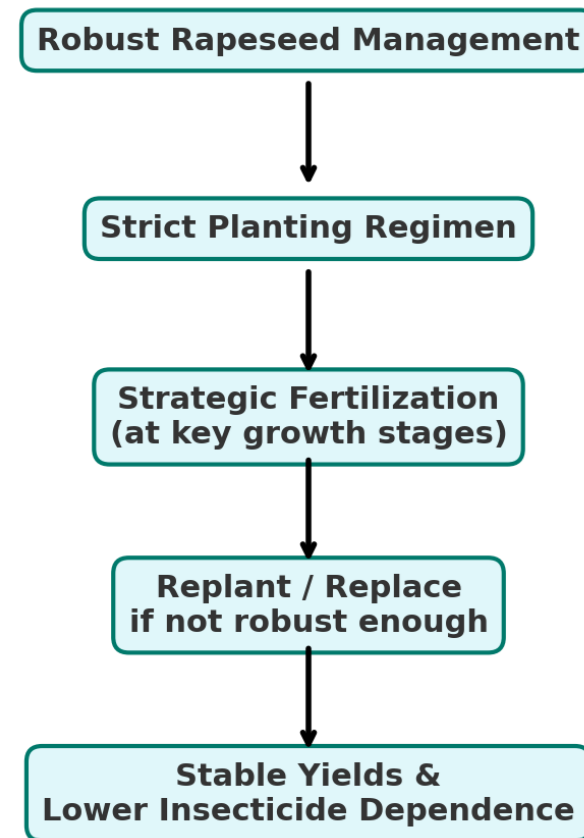 Robust Rapeseed Management
Strict Planting Regimen
Strategic Fertilization
(at key growth stages)
Replant / Replace
if not robust enough
Stable Yields &
Lower Insecticide Dependence